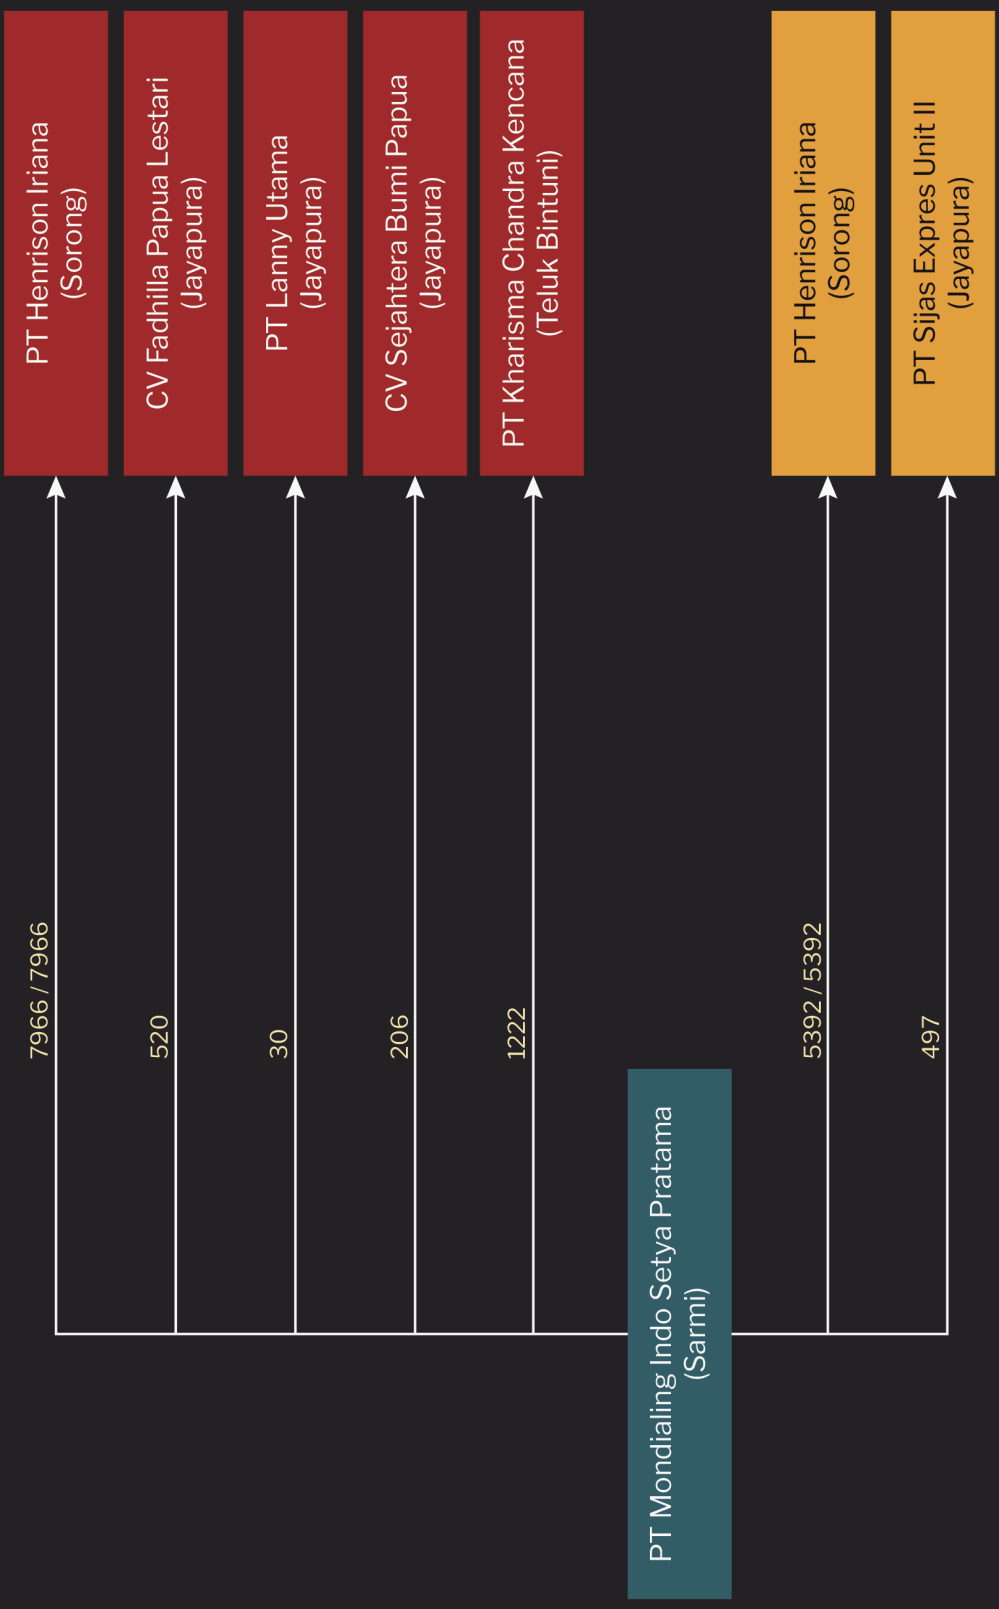 PT Henrison Iriana
(Sorong)
CV Fadhilla Papua Lestari
(Jayapura)
PT Lanny Utama
(Jayapura)
CV Sejahtera Bumi Papua
(Jayapura)
PT Kharisma Chandra Kencana
(Teluk Bintuni)
PT Henrison Iriana
(Sorong)
PT Sijas Expres Unit II
(Jayapura)
7966 / 7966
520
30
206
1222
5392 / 5392
497
PT Mondialing Indo Setya Pratama
(Sarmi)